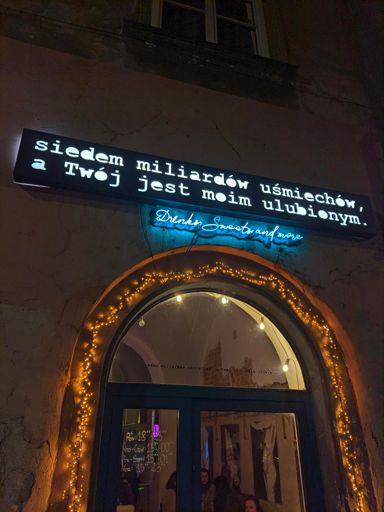 siedem miliardów uśmiechów,
a Twój jest moim ulubionym.
Drinks, Sweets and more